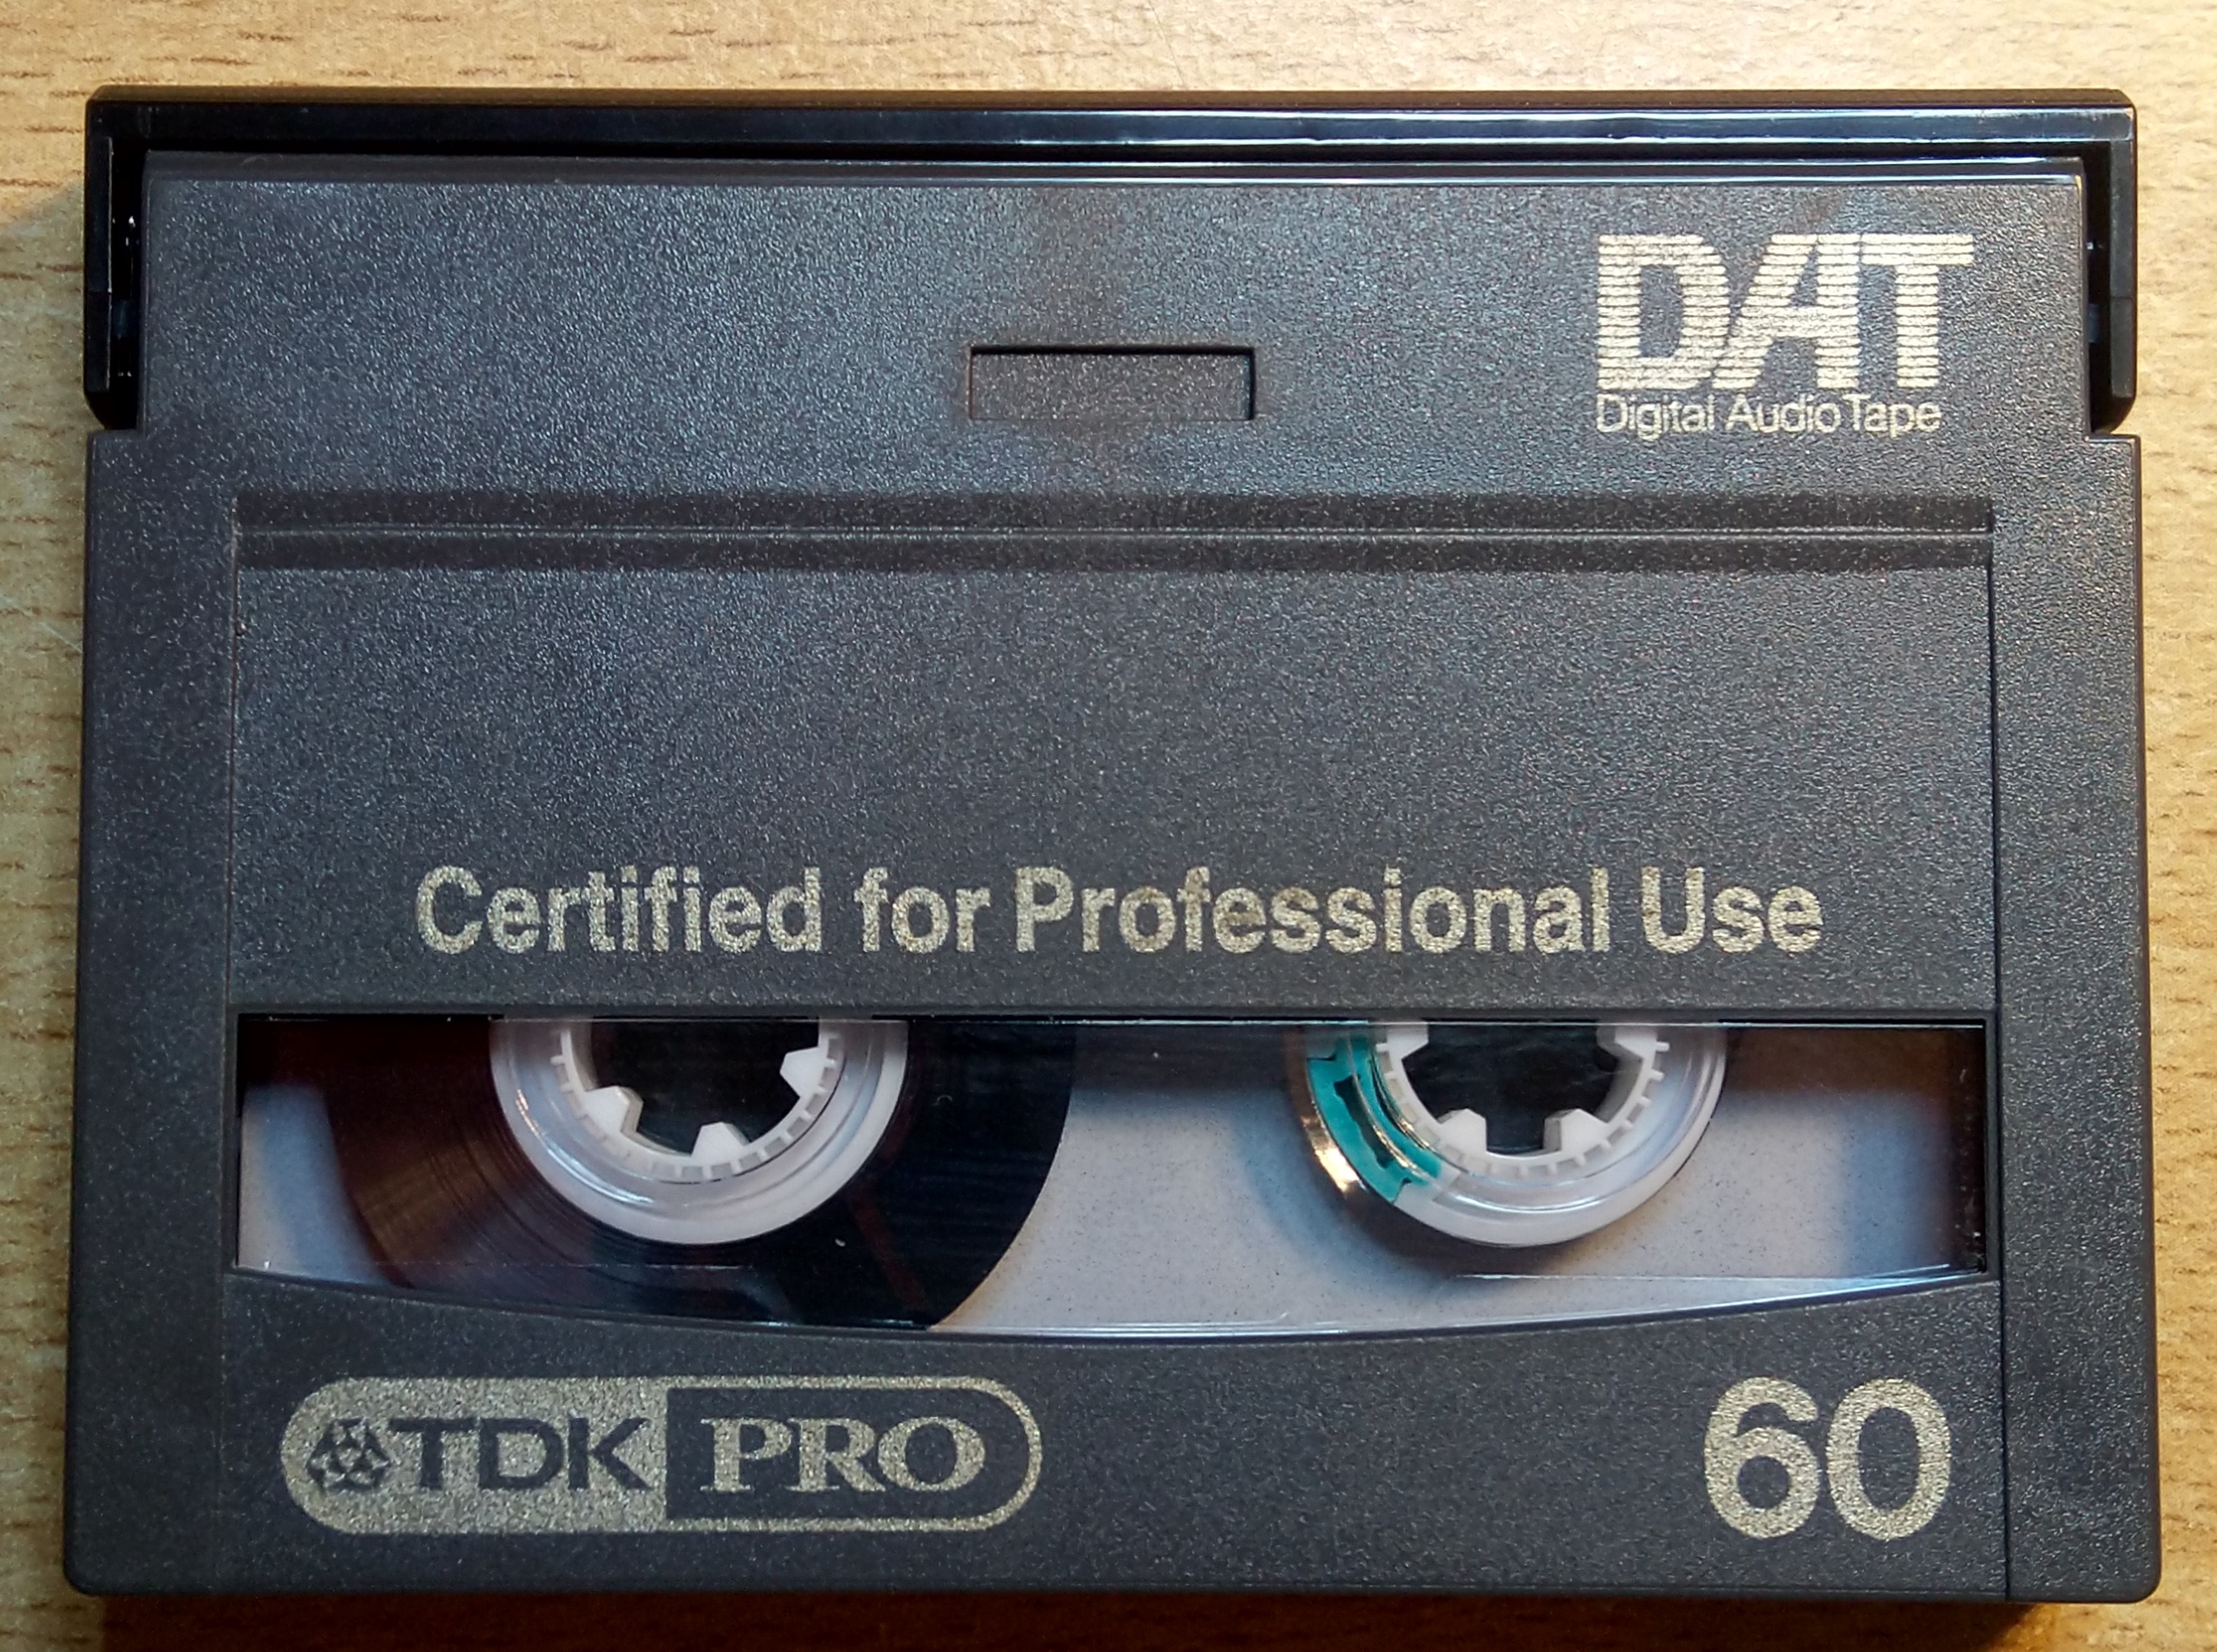 DAT
Digital Audio Tape
Certified for Professional Use
TDK PRO
60